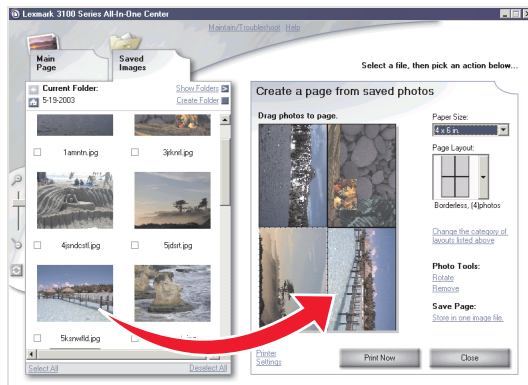 Lexmark 3100 Series All-In-One Center
Maintain/Troubleshoot Help
Main
Page
Saved
Images
Select a file, then pick an action below...
Current Folder:
Show Folders
5-19-2003
Create Folder
1amntn.jpg
3jrknrl.jpg
4jsndcstl.jpg
5jdsrt.jpg
5ksnwfld.jpg
Select All
Deselect All
Create a page from saved photos
Drag photos to page.
Paper Size:
4 x 6 in.
Page Layout:
Borderless, (4)photos
Change the category of
layouts listed above
Photo Tools:
Rotate
Remove
Save Page:
Store in one image file.
Printer
Settings
Print Now
Close